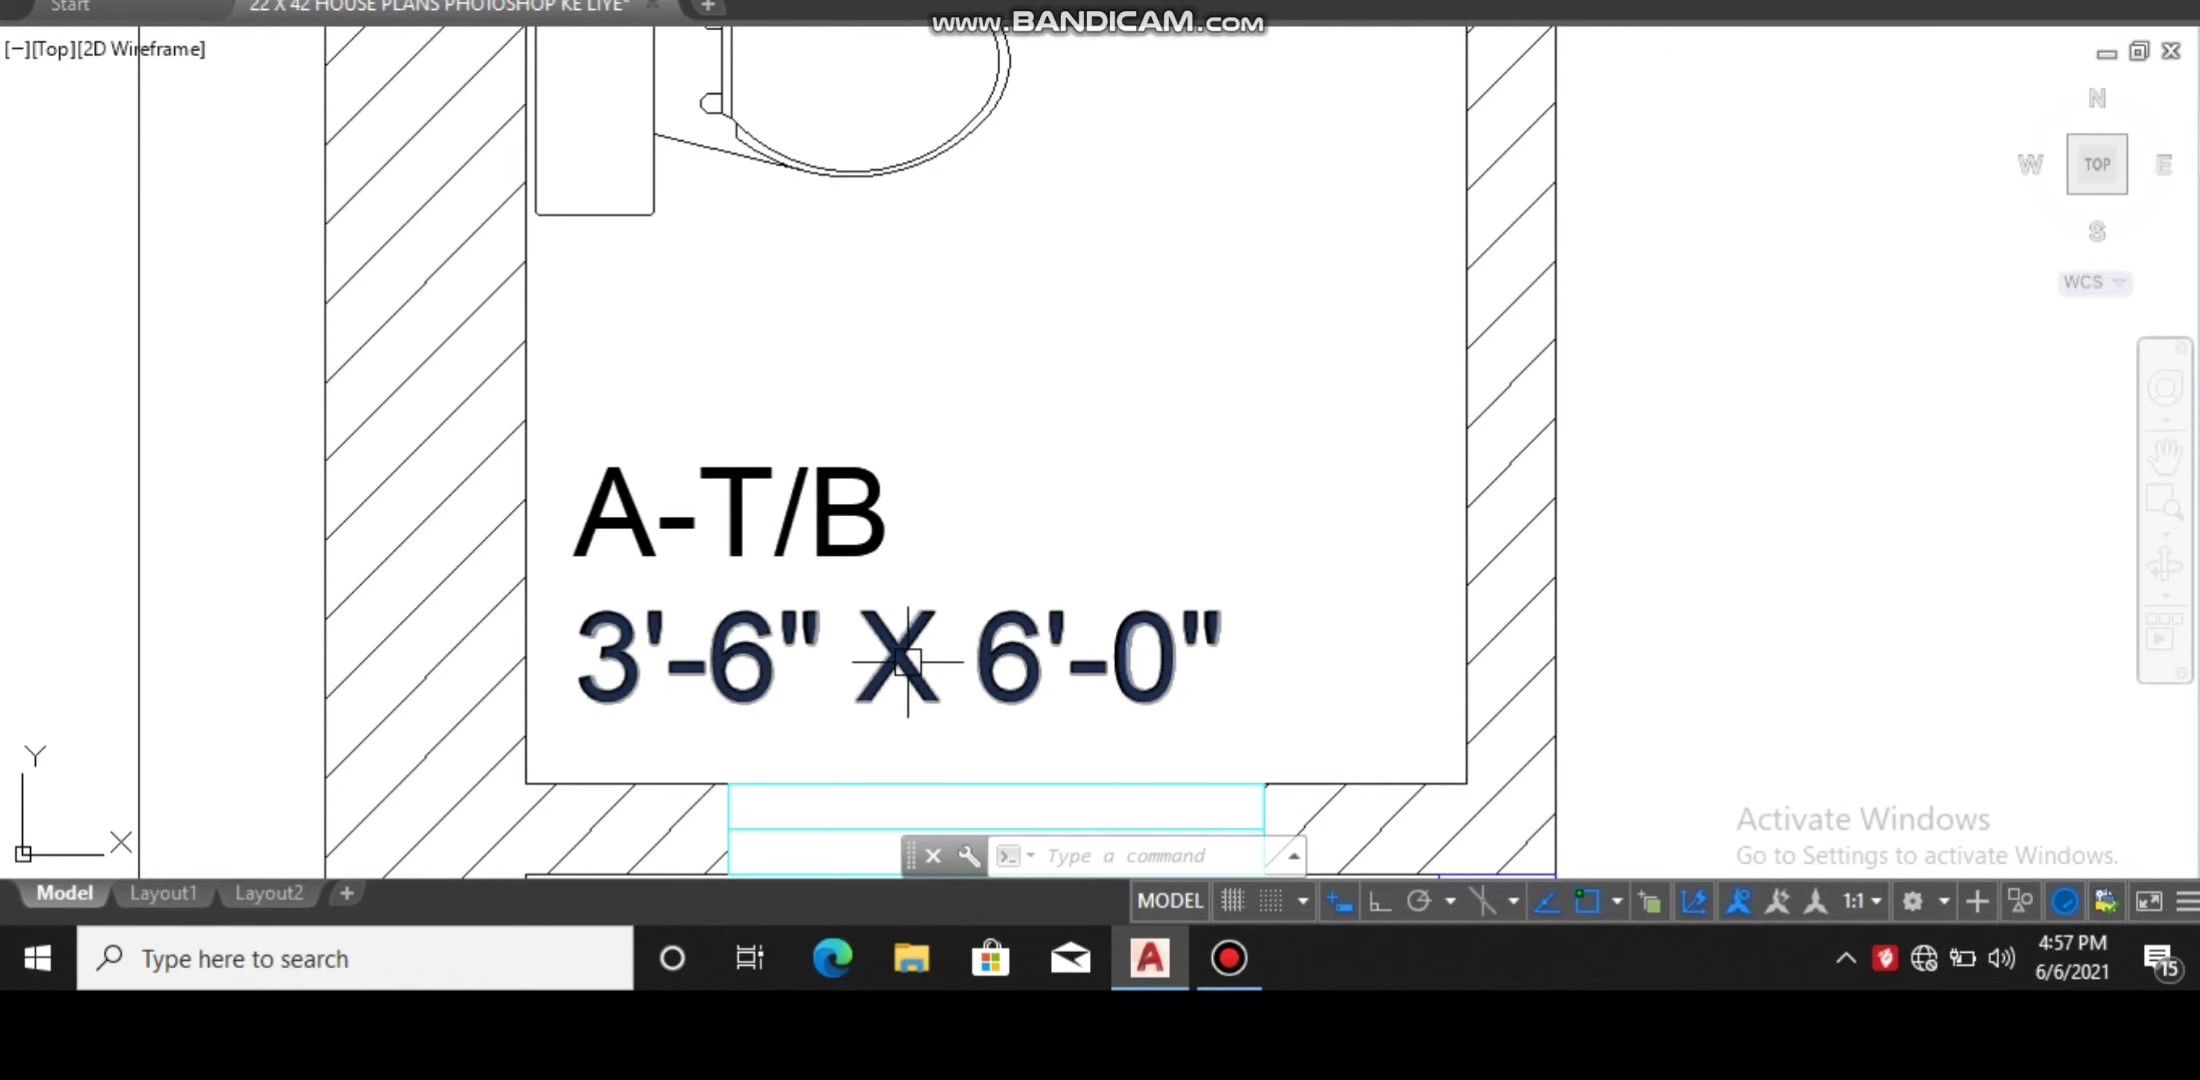 Start
22 X 42 HOUSE PLANS PHOTOSHOP KE LIYE*
www.BANDICAM.com
[−][Top][2D Wireframe]
N
W
TOP
E
S
WCS
A-T/B
3'-6" X 6'-0"
Y
X
Type a command
Activate Windows
Go to Settings to activate Windows.
Model
Layout1
Layout2
MODEL
1:1
Type here to search
4:57 PM
6/6/2021
15